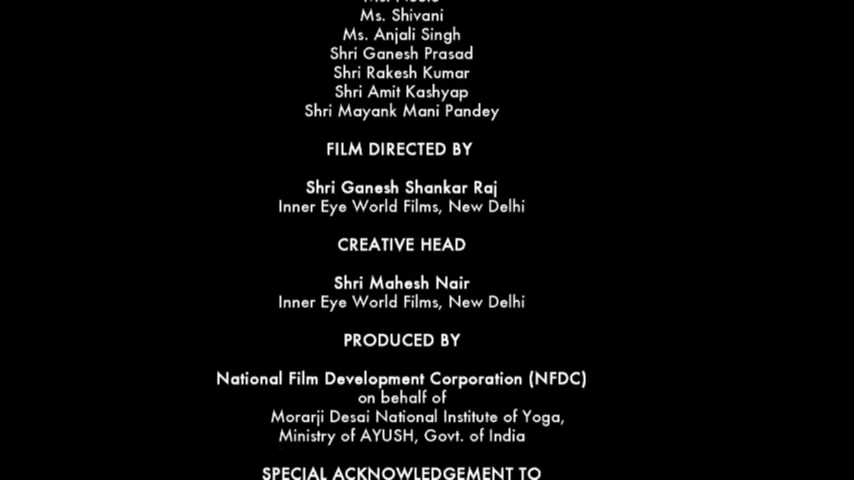 Ms. Shivani
Ms. Anjali Singh
Shri Ganesh Prasad
Shri Rakesh Kumar
Shri Amit Kashyap
Shri Mayank Mani Pandey
FILM DIRECTED BY
Shri Ganesh Shankar Raj
Inner Eye World Films, New Delhi
CREATIVE HEAD
Shri Mahesh Nair
Inner Eye World Films, New Delhi
PRODUCED BY
National Film Development Corporation (NFDC)
on behalf of
Morarji Desai National Institute of Yoga,
Ministry of AYUSH, Govt. of India
SPECIAL ACKNOWLEDGEMENT TO